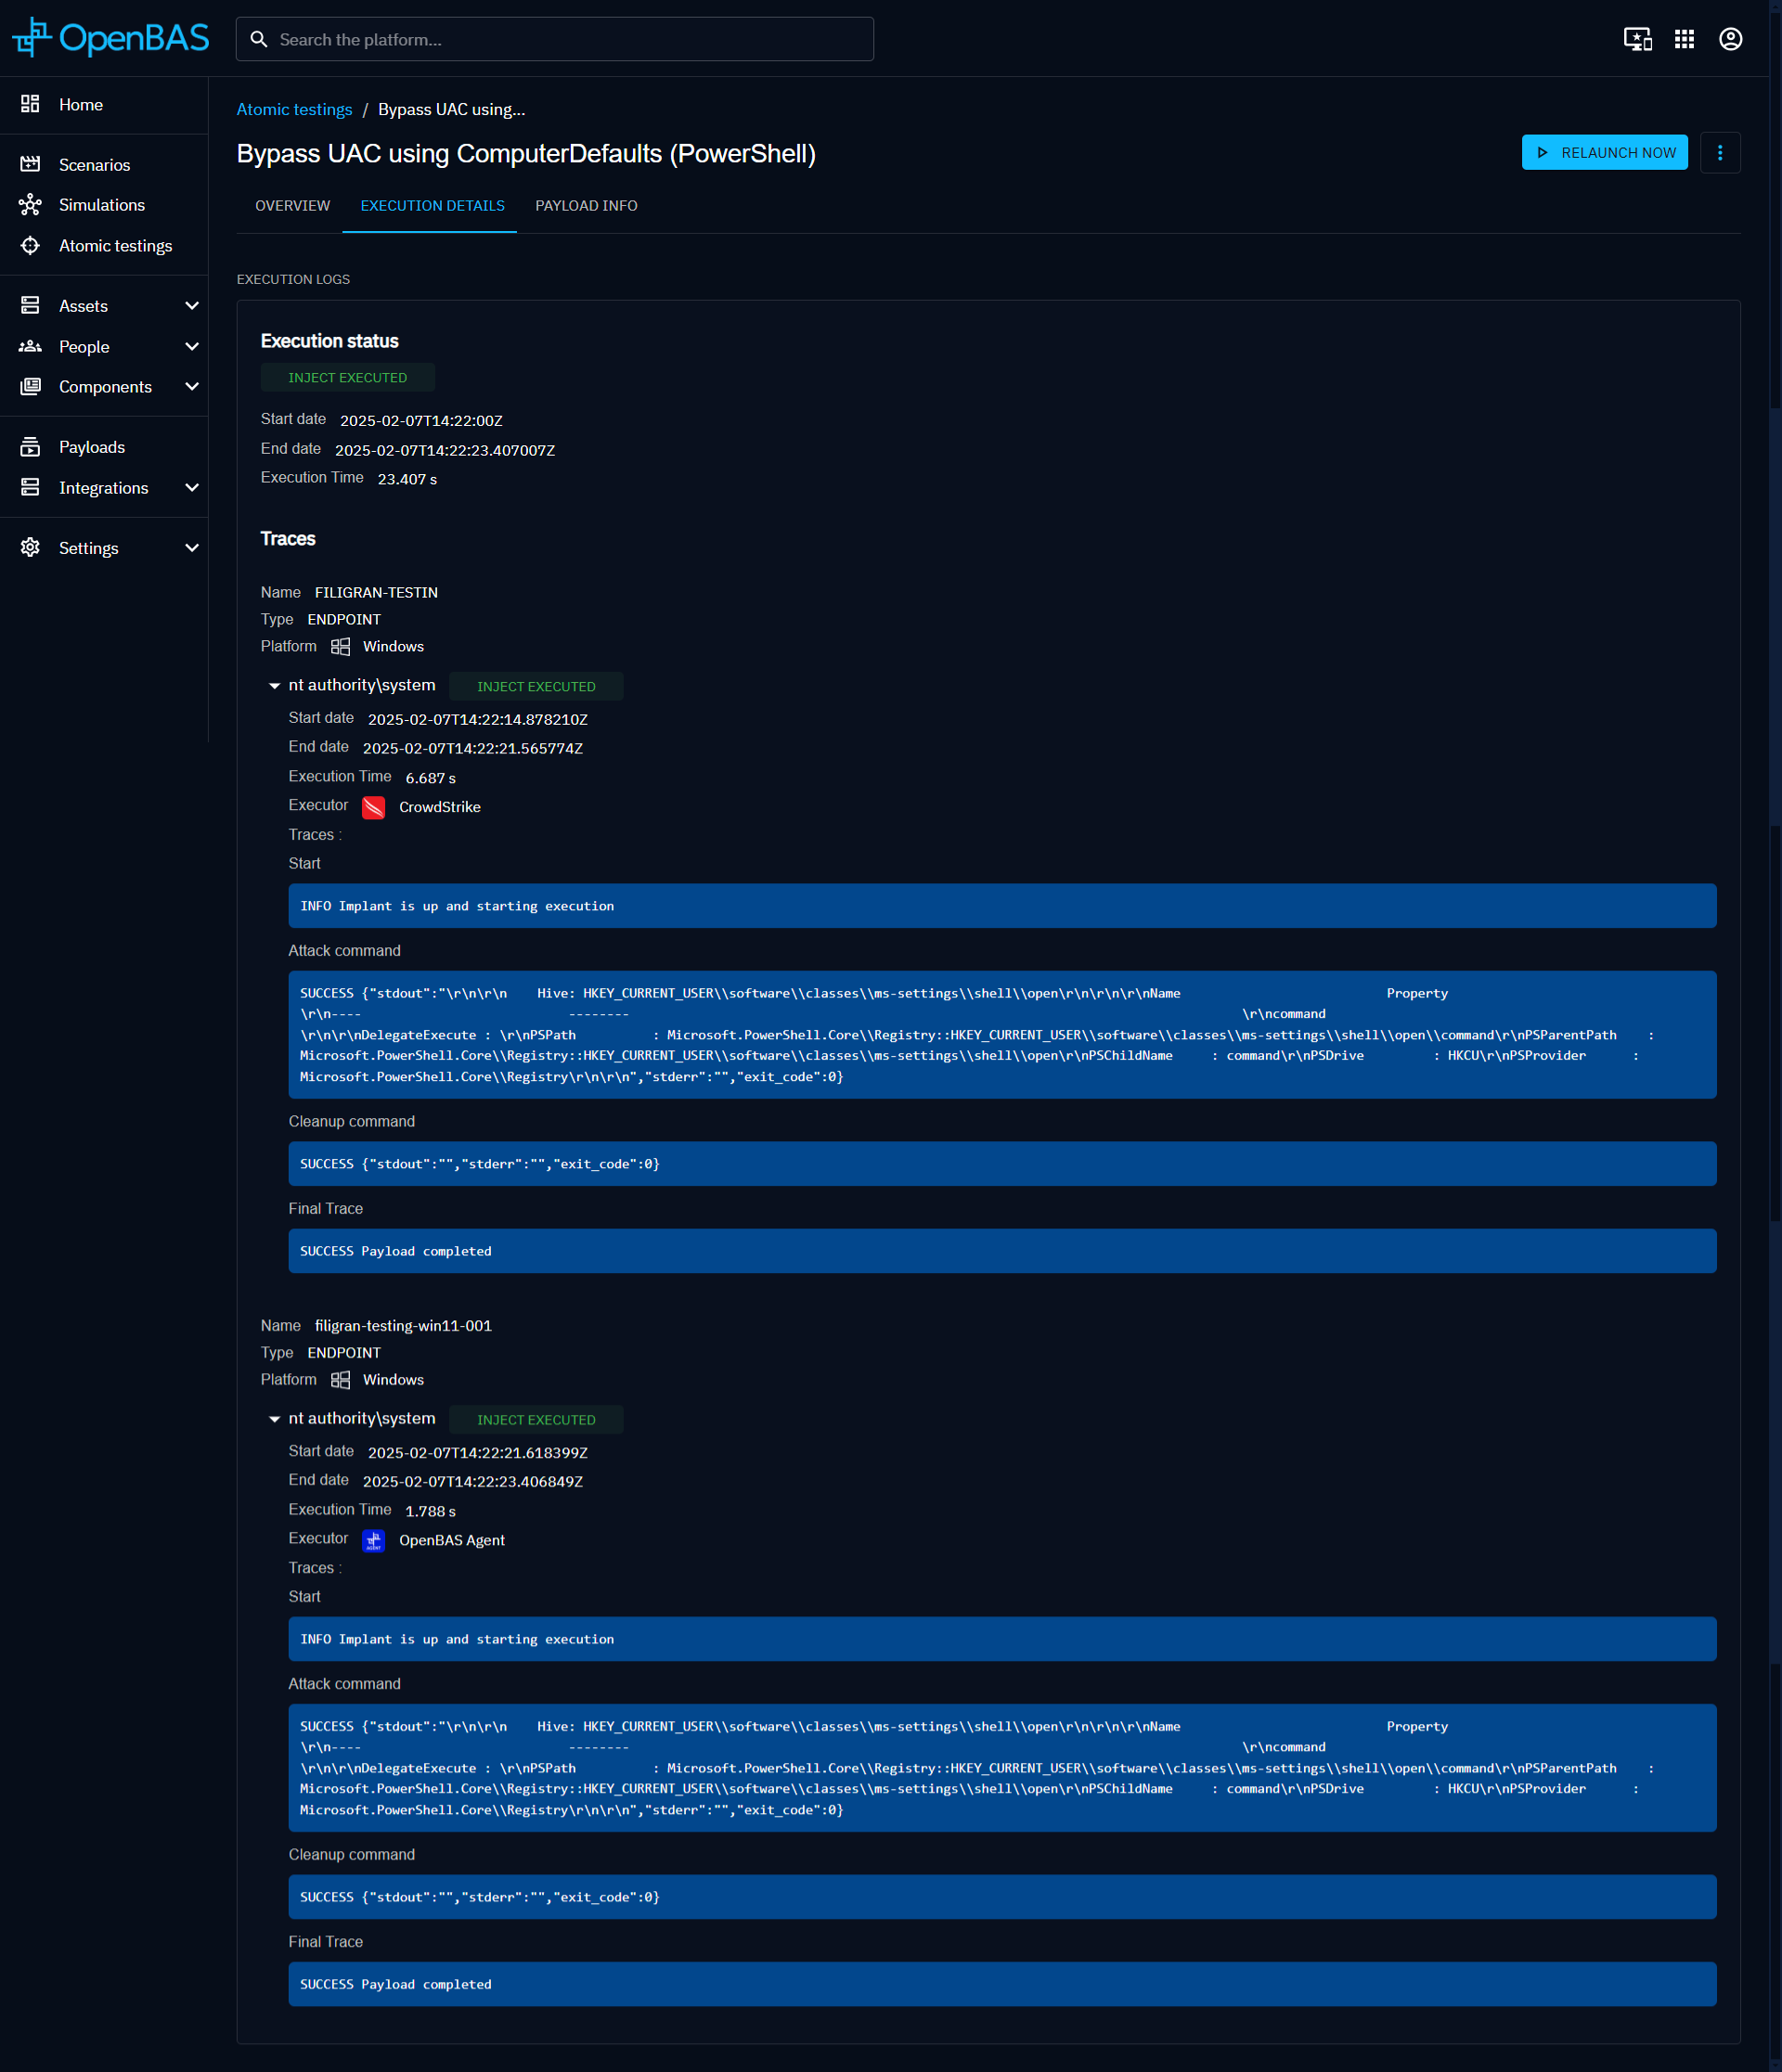 OpenBAS
Search the platform...
Home
Scenarios
Simulations
Atomic testings
Assets
People
Components
Payloads
Integrations
Settings
Atomic testings / Bypass UAC using...
Bypass UAC using ComputerDefaults (PowerShell)
RELAUNCH NOW
OVERVIEW EXECUTION DETAILS PAYLOAD INFO
EXECUTION LOGS
Execution status
INJECT EXECUTED
Start date 2025-02-07T14:22:00Z
End date 2025-02-07T14:22:23.407007Z
Execution Time 23.407 s
Traces
Name FILIGRAN-TESTIN
Type ENDPOINT
Platform Windows
nt authority\system INJECT EXECUTED
Start date 2025-02-07T14:22:14.878210Z
End date 2025-02-07T14:22:21.565774Z
Execution Time 6.687 s
Executor CrowdStrike
Traces :
Start
INFO Implant is up and starting execution
Attack command
SUCCESS {"stdout":"\r\n\r\n    Hive: HKEY_CURRENT_USER\\software\\classes\\ms-settings\\shell\\open\r\n\r\n\r\nName                           Property
\r\n----                           --------                                                                                \r\ncommand
\r\n\r\nDelegateExecute : \r\nPSPath          : Microsoft.PowerShell.Core\\Registry::HKEY_CURRENT_USER\\software\\classes\\ms-settings\\shell\\open\\command\r\nPSParentPath    :
Microsoft.PowerShell.Core\\Registry::HKEY_CURRENT_USER\\software\\classes\\ms-settings\\shell\\open\r\nPSChildName     : command\r\nPSDrive         : HKCU\r\nPSProvider      :
Microsoft.PowerShell.Core\\Registry\r\n\r\n","stderr":"","exit_code":0}
Cleanup command
SUCCESS {"stdout":"","stderr":"","exit_code":0}
Final Trace
SUCCESS Payload completed
Name filigran-testing-win11-001
Type ENDPOINT
Platform Windows
nt authority\system INJECT EXECUTED
Start date 2025-02-07T14:22:21.618399Z
End date 2025-02-07T14:22:23.406849Z
Execution Time 1.788 s
Executor AGENT OpenBAS Agent
Traces :
Start
INFO Implant is up and starting execution
Attack command
SUCCESS {"stdout":"\r\n\r\n    Hive: HKEY_CURRENT_USER\\software\\classes\\ms-settings\\shell\\open\r\n\r\n\r\nName                           Property
\r\n----                           --------                                                                                \r\ncommand
\r\n\r\nDelegateExecute : \r\nPSPath          : Microsoft.PowerShell.Core\\Registry::HKEY_CURRENT_USER\\software\\classes\\ms-settings\\shell\\open\\command\r\nPSParentPath    :
Microsoft.PowerShell.Core\\Registry::HKEY_CURRENT_USER\\software\\classes\\ms-settings\\shell\\open\r\nPSChildName     : command\r\nPSDrive         : HKCU\r\nPSProvider      :
Microsoft.PowerShell.Core\\Registry\r\n\r\n","stderr":"","exit_code":0}
Cleanup command
SUCCESS {"stdout":"","stderr":"","exit_code":0}
Final Trace
SUCCESS Payload completed